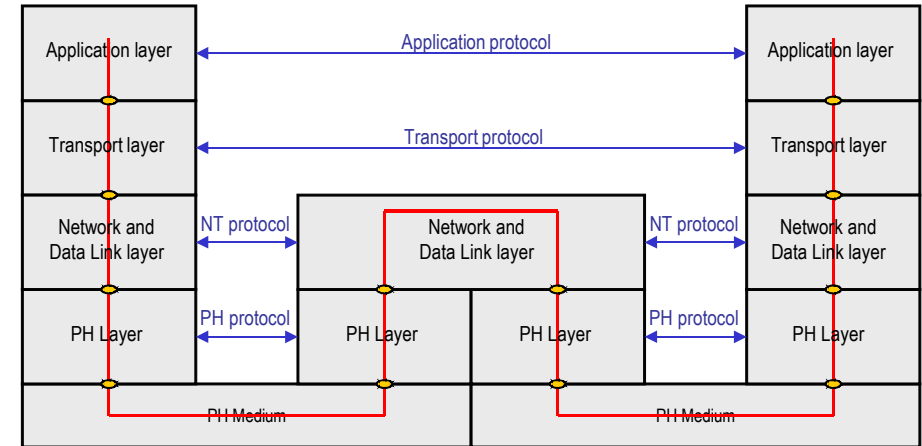 Application layer
Application protocol
Application layer
Transport layer
Transport protocol
Transport layer
Network and
Data Link layer
NT protocol
Network and
Data Link layer
NT protocol
Network and
Data Link layer
PH Layer
PH protocol
PH Layer
PH Layer
PH protocol
PH Layer
PH Medium
PH Medium